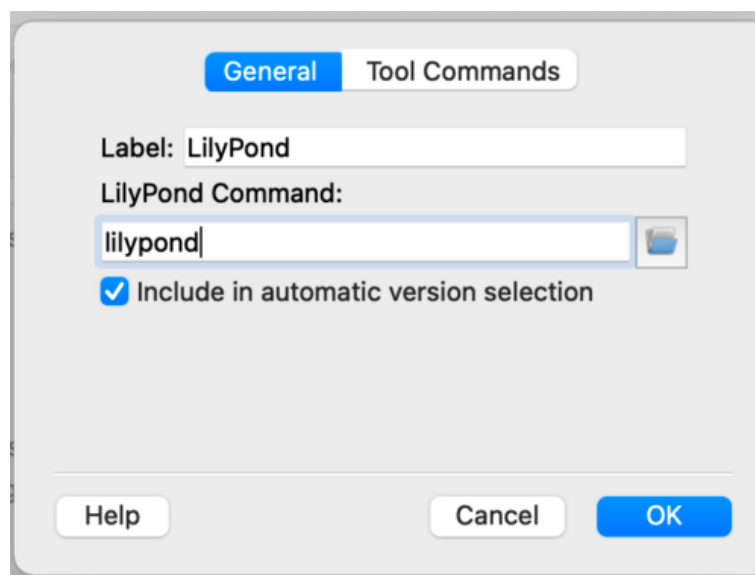 General Tool Commands
Label: LilyPond
LilyPond Command:
lilypond
Include in automatic version selection
Help Cancel OK